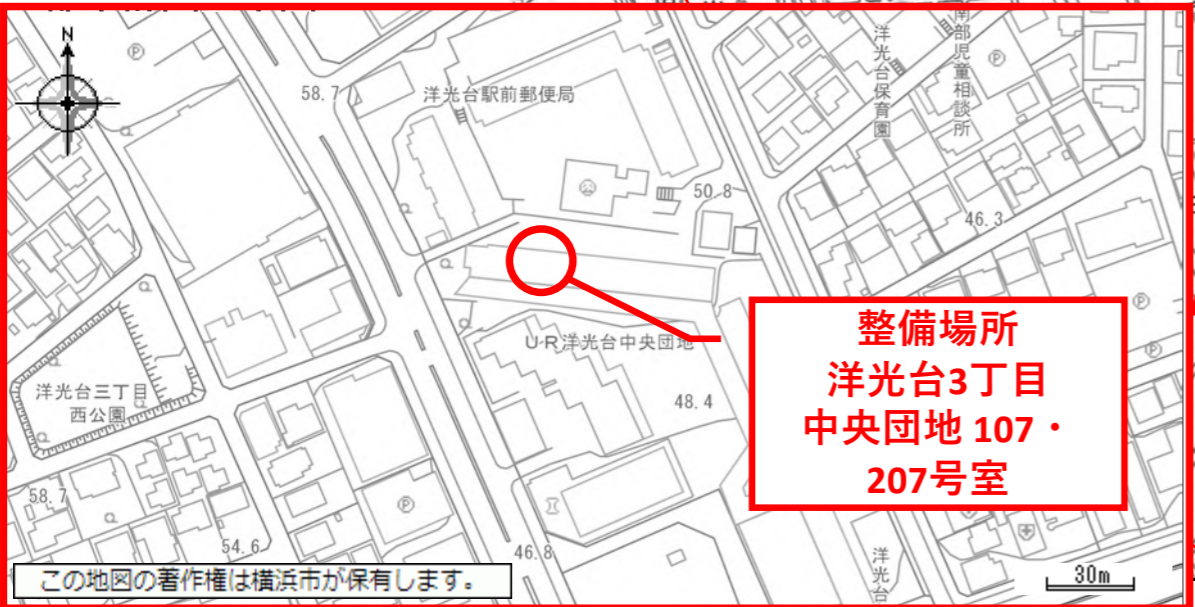 N
58.7
洋光台駅前郵便局
洋光台保育園
南部児童相談所
50.8
46.3
U-R洋光台中央団地
48.4
洋光台三丁目
西公園
58.7
54.6
46.8
洋光台
整備場所
洋光台3丁目
中央団地 107・
207号室
この地図の著作権は横浜市が保有します。
30m